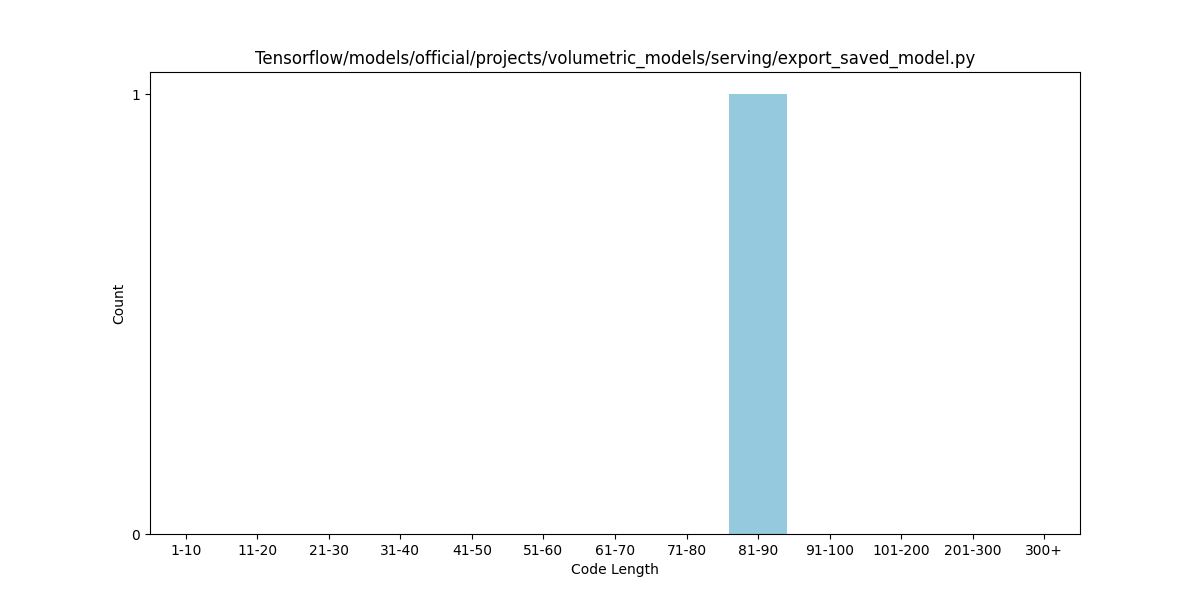 Tensorflow/models/official/projects/volumetric_models/serving/export_saved_model.py
1
Count
0
1-10 11-20 21-30 31-40 41-50 51-60 61-70 71-80 81-90 91-100 101-200 201-300 300+
Code Length